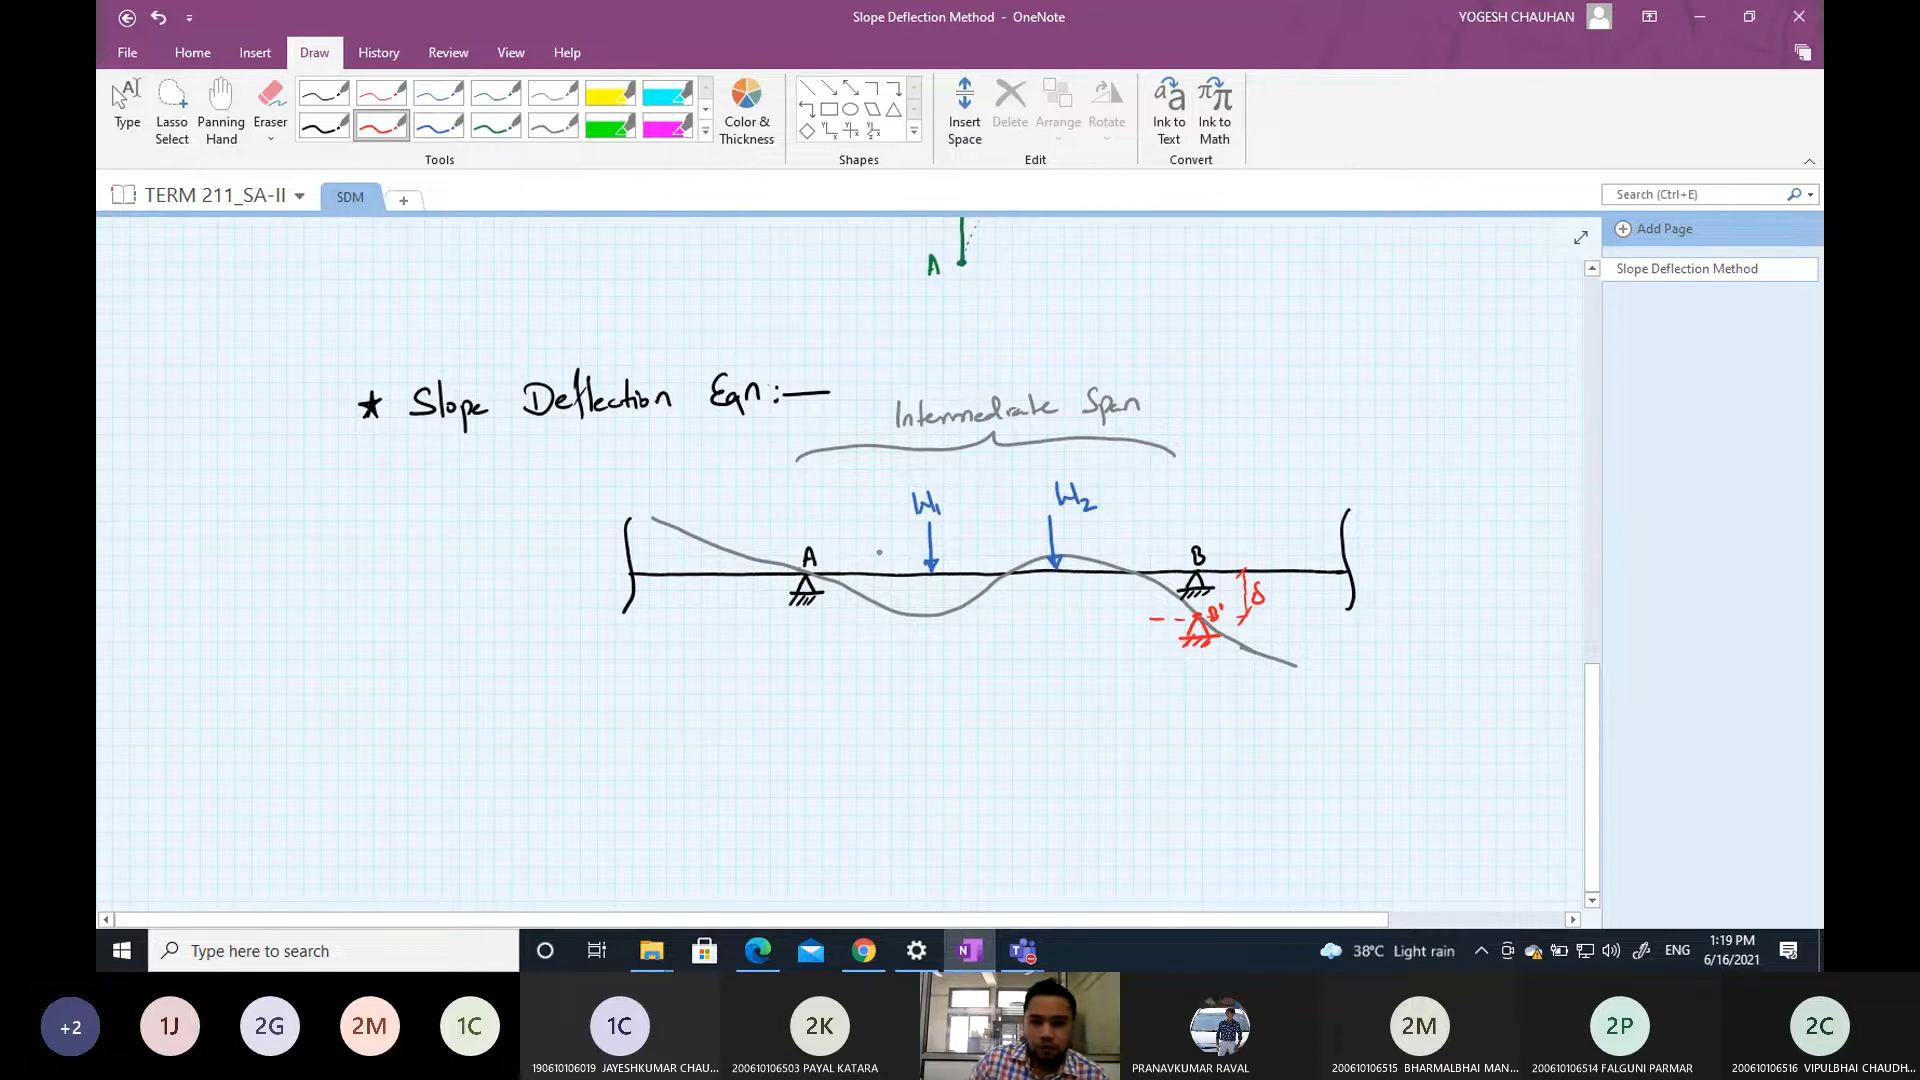 Slope Deflection Method - OneNote
YOGESH CHAUHAN
File Home Insert Draw History Review View Help
Type
Lasso Select
Panning Hand
Eraser
Color & Thickness
Insert Space
Delete
Arrange
Rotate
Ink to Text
Ink to Math
Tools
Shapes
Edit
Convert
TERM 211_SA-II
SDM
Search (Ctrl+E)
Add Page
Slope Deflection Method
A
★ Slope Deflection Eqn:—
Intermediate Span
W1
W2
A
B
B'
δ
Type here to search
38°C Light rain
ENG
1:19 PM
6/16/2021
+2
1J
2G
2M
1C
1C
2K
2M
2P
2C
190610106019 JAYESHKUMAR CHAU...
200610106503 PAYAL KATARA
PRANAVKUMAR RAVAL
200610106515 BHARMALBHAI MAN...
200610106514 FALGUNI PARMAR
200610106516 VIPULBHAI CHAUDH...